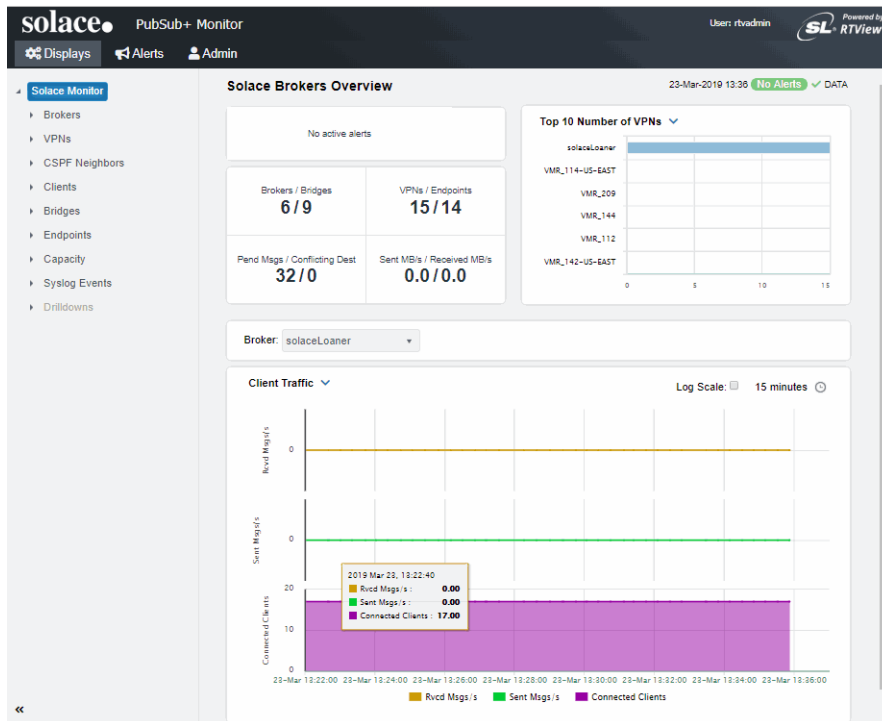 solace. PubSub+ Monitor
User: rtvadmin
Powered by
SL RTView
Displays Alerts Admin
Solace Monitor
Brokers
VPNs
CSPF Neighbors
Clients
Bridges
Endpoints
Capacity
Syslog Events
Drilldowns
«
Solace Brokers Overview
23-Mar-2019 13:36 No Alerts DATA
No active alerts
Brokers / Bridges
6/9
VPNs / Endpoints
15/14
Pend Msgs / Conflicting Dest
32/0
Sent MB/s / Received MB/s
0.0/0.0
Top 10 Number of VPNs
solaceLoaner
VMR_114-US-EAST
VMR_209
VMR_144
VMR_112
VMR_142-US-EAST
0 5 10 15
Broker: solaceLoaner
Client Traffic
Log Scale: 15 minutes
Rcvd Msgs/s
0
Sent Msgs/s
0
Connected Clients
20
10
0
2019 Mar 23, 13:22:40
Rvcd Msgs/s : 0.00
Sent Msgs/s : 0.00
Connected Clients : 17.00
23-Mar 13:22:00 23-Mar 13:24:00 23-Mar 13:26:00 23-Mar 13:28:00 23-Mar 13:30:00 23-Mar 13:32:00 23-Mar 13:34:00 23-Mar 13:36:00
Rvcd Msgs/s Sent Msgs/s Connected Clients